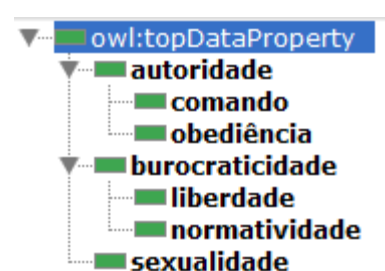 owl:topDataProperty
autoridade
comando
obediência
burocraticidade
liberdade
normatividade
sexualidade